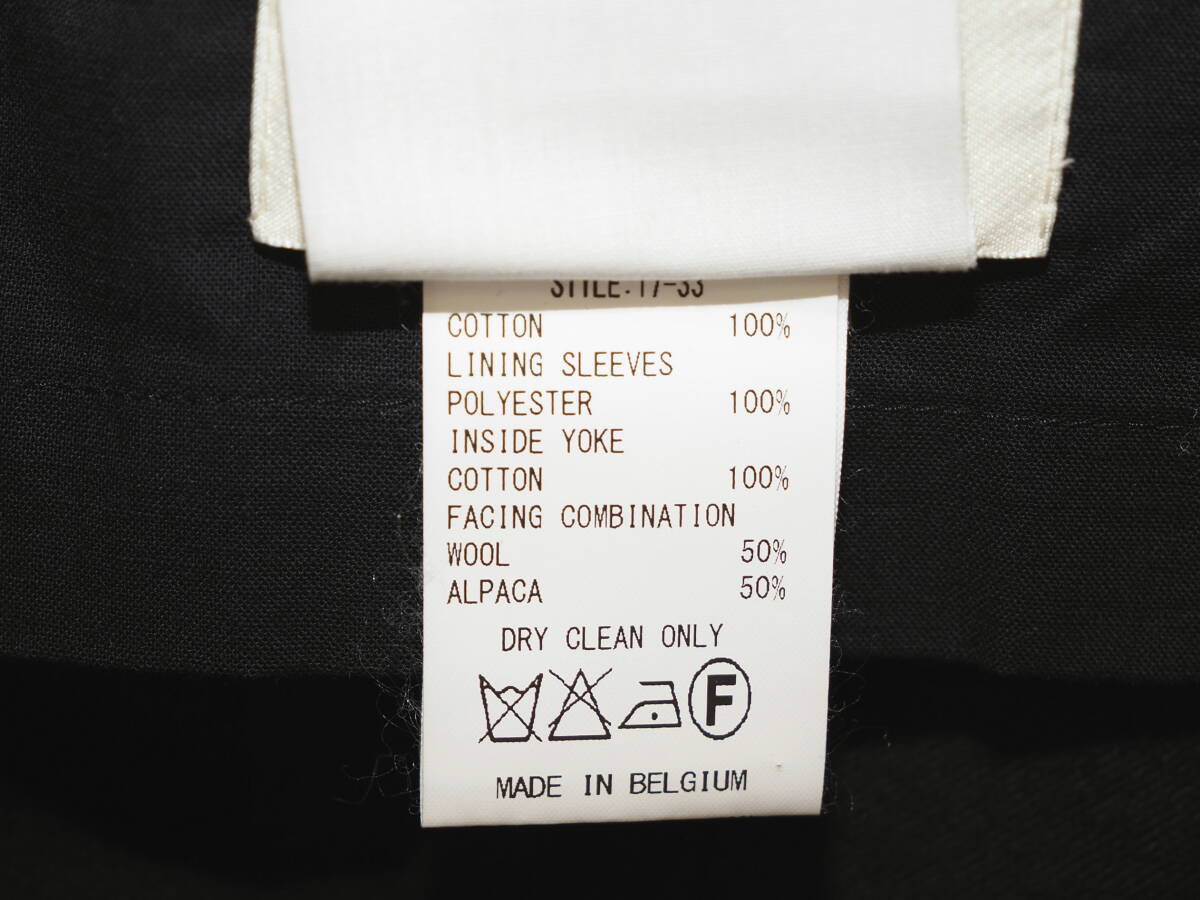 STYLE:17-33
COTTON 100%
LINING SLEEVES
POLYESTER 100%
INSIDE YOKE
COTTON 100%
FACING COMBINATION
WOOL 50%
ALPACA 50%
DRY CLEAN ONLY
F
MADE IN BELGIUM